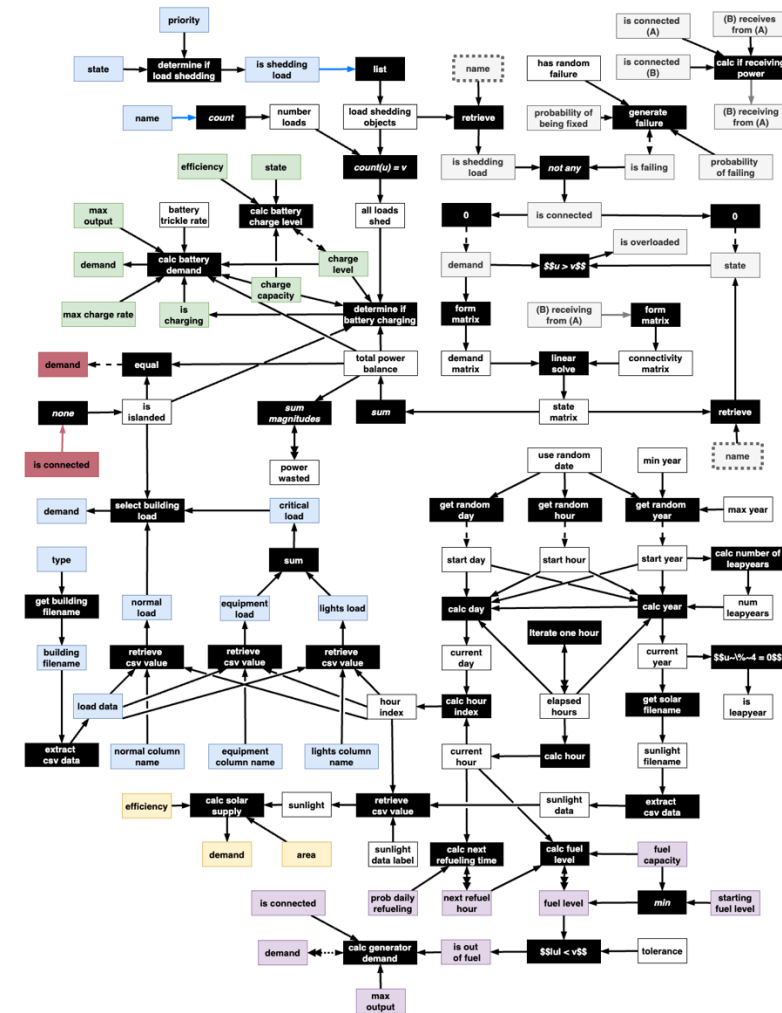 priority
state
determine if
load shedding
is shedding
load
list
name
count
number
loads
load shedding
objects
retrieve
name
has random
failure
is connected
(A)
(B) receives
from (A)
is connected
(B)
calc if receiving
power
(B) receiving
from (A)
probability of
being fixed
generate
failure
probability
of failing
is shedding
load
not any
is failing
efficiency
state
count(u) = v
max
output
battery
trickle rate
calc battery
charge level
all loads
shed
0
is connected
0
is overloaded
demand
calc battery
demand
charge
level
demand
$$u > v$$
state
max charge rate
is
charging
charge
capacity
determine if
battery charging
form
matrix
(B) receiving
from (A)
form
matrix
demand
equal
total power
balance
demand
matrix
linear
solve
connectivity
matrix
none
is
islanded
sum
magnitudes
sum
state
matrix
retrieve
is connected
power
wasted
name
use random
date
min year
demand
select building
load
critical
load
get random
day
get random
hour
get random
year
max year
type
sum
start day
start hour
start year
calc number of
leapyears
get building
filename
normal
load
equipment
load
lights load
calc day
calc year
num
leapyears
building
filename
retrieve
csv value
retrieve
csv value
retrieve
csv value
Iterate one hour
current
day
current
year
$$u~\%~4 = 0$$
load data
hour
index
calc hour
index
elapsed
hours
get solar
filename
is
leapyear
extract
csv data
normal column
name
equipment
column name
lights column
name
current
hour
calc hour
sunlight
filename
efficiency
calc solar
supply
sunlight
retrieve
csv value
sunlight
data
extract
csv data
demand
area
sunlight
data label
calc next
refueling time
calc fuel
level
fuel
capacity
is connected
prob daily
refueling
next refuel
hour
fuel level
min
starting
fuel level
demand
calc generator
demand
is out
of fuel
$$|u| < v$$
tolerance
max
output